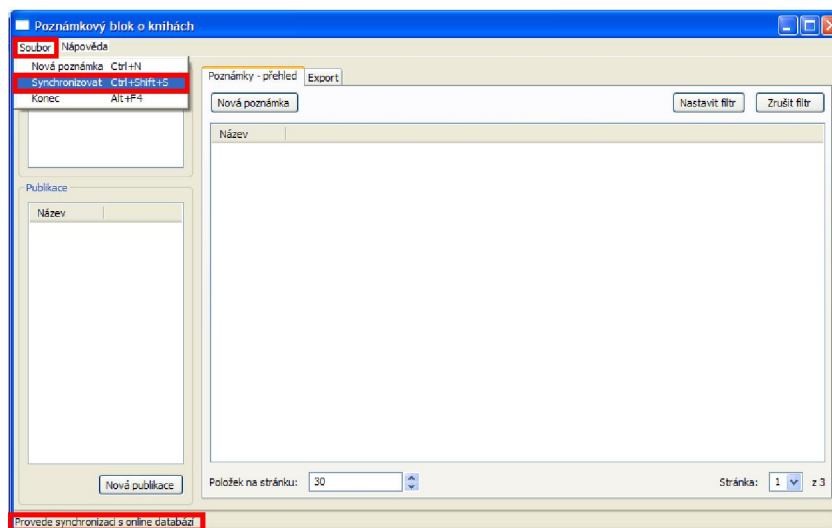 Poznámkový blok o knihách
Soubor Nápověda
Nová poznámka Ctrl+N
Synchronizovat Ctrl+Shift+S
Konec Alt+F4
Poznámky - přehled Export
Nová poznámka Nastavit filtr Zrušit filtr
Název
Publikace
Název
Nová publikace
Položek na stránku: 30 Stránka: 1 z 3
Provede synchronizaci s online databází